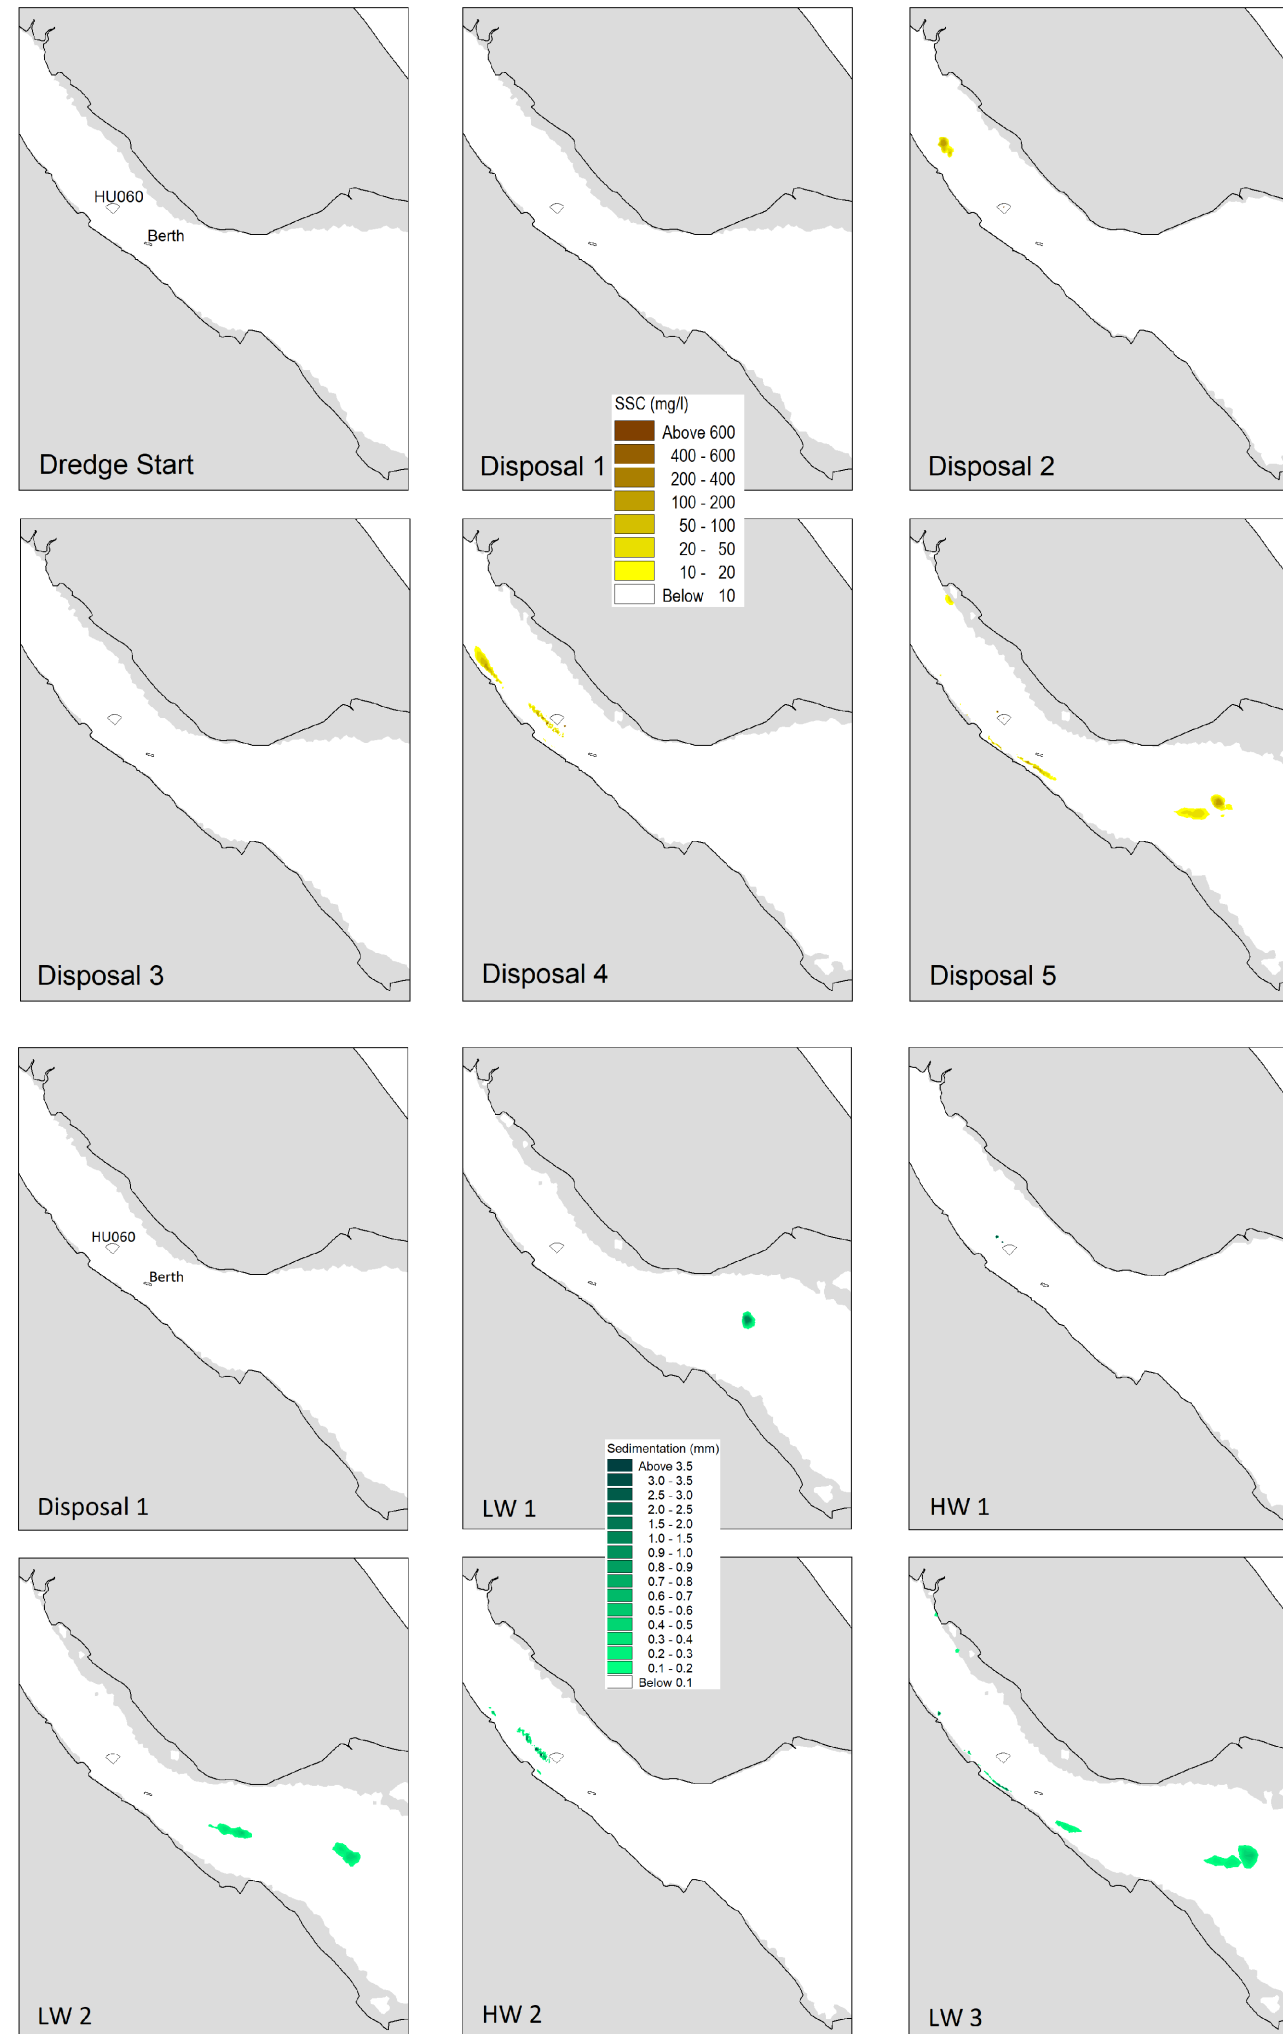 HU060
Berth
Dredge Start
Disposal 1
Disposal 2
SSC (mg/l)
Above 600
400 - 600
200 - 400
100 - 200
50 - 100
20 - 50
10 - 20
Below 10
Disposal 3
Disposal 4
Disposal 5
HU060
Berth
Disposal 1
LW 1
HW 1
Sedimentation (mm)
Above 3.5
3.0 - 3.5
2.5 - 3.0
2.0 - 2.5
1.5 - 2.0
1.0 - 1.5
0.9 - 1.0
0.8 - 0.9
0.7 - 0.8
0.6 - 0.7
0.5 - 0.6
0.4 - 0.5
0.3 - 0.4
0.2 - 0.3
0.1 - 0.2
Below 0.1
LW 2
HW 2
LW 3